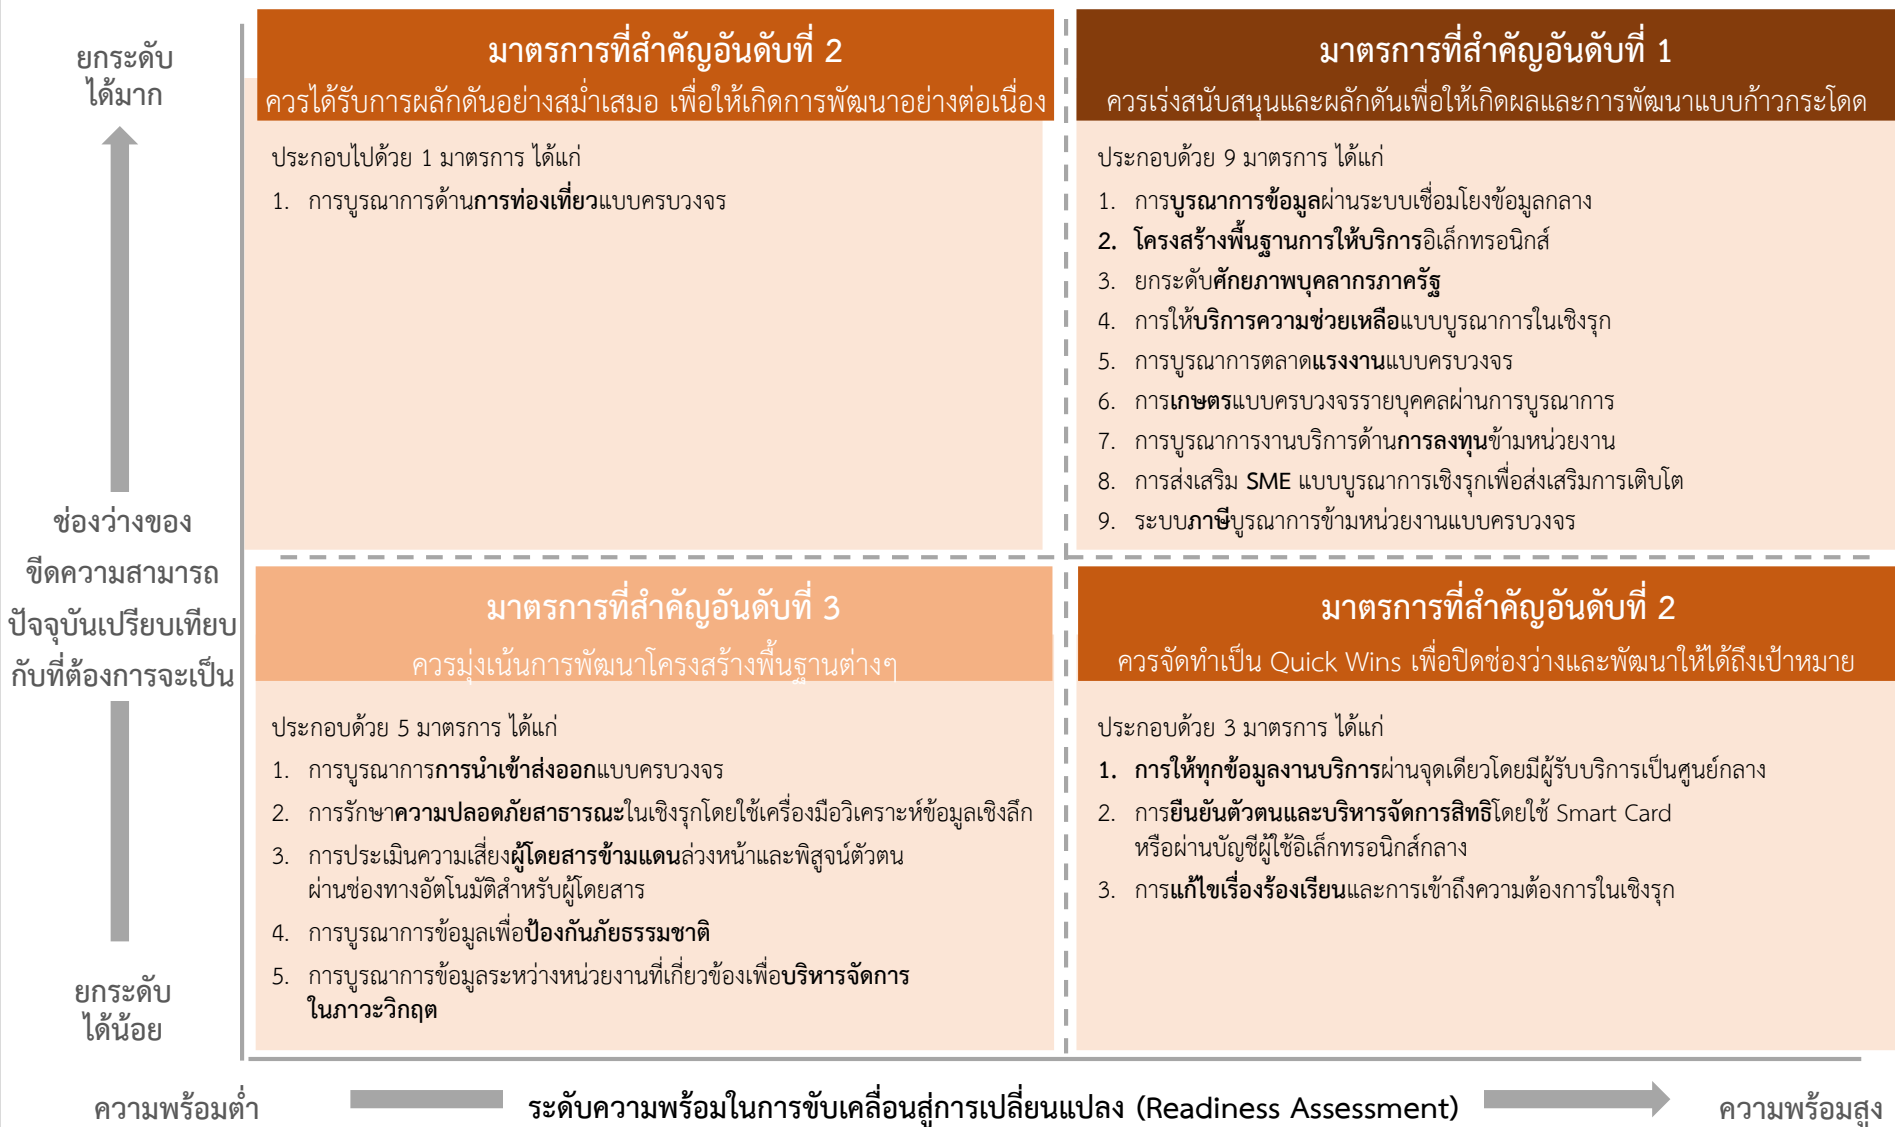 ยกระดับ
ได้มาก
ช่องว่างของ
ขีดความสามารถ
ปัจจุบันเปรียบเทียบ
กับที่ต้องการจะเป็น
ยกระดับ
ได้น้อย
มาตรการที่สำคัญอันดับที่ 2
ควรได้รับการผลักดันอย่างสม่ำเสมอ เพื่อให้เกิดการพัฒนาอย่างต่อเนื่อง
ประกอบไปด้วย 1 มาตรการ ได้แก่
1. การบูรณาการด้านการท่องเที่ยวแบบครบวงจร
มาตรการที่สำคัญอันดับที่ 1
ควรเร่งสนับสนุนและผลักดันเพื่อให้เกิดผลและการพัฒนาแบบก้าวกระโดด
ประกอบด้วย 9 มาตรการ ได้แก่
1. การบูรณาการข้อมูลผ่านระบบเชื่อมโยงข้อมูลกลาง
2. โครงสร้างพื้นฐานการให้บริการอิเล็กทรอนิกส์
3. ยกระดับศักยภาพบุคลากรภาครัฐ
4. การให้บริการความช่วยเหลือแบบบูรณาการในเชิงรุก
5. การบูรณาการตลาดแรงงานแบบครบวงจร
6. การเกษตรแบบครบวงจรรายบุคคลผ่านการบูรณาการ
7. การบูรณาการงานบริการด้านการลงทุนข้ามหน่วยงาน
8. การส่งเสริม SME แบบบูรณาการเชิงรุกเพื่อส่งเสริมการเติบโต
9. ระบบภาษีบูรณาการข้ามหน่วยงานแบบครบวงจร
มาตรการที่สำคัญอันดับที่ 3
ควรมุ่งเน้นการพัฒนาโครงสร้างพื้นฐานต่างๆ
ประกอบด้วย 5 มาตรการ ได้แก่
1. การบูรณาการการนำเข้าส่งออกแบบครบวงจร
2. การรักษาความปลอดภัยสาธารณะในเชิงรุกโดยใช้เครื่องมือวิเคราะห์ข้อมูลเชิงลึก
3. การประเมินความเสี่ยงผู้โดยสารข้ามแดนล่วงหน้าและพิสูจน์ตัวตน
ผ่านช่องทางอัตโนมัติสำหรับผู้โดยสาร
4. การบูรณาการข้อมูลเพื่อป้องกันภัยธรรมชาติ
5. การบูรณาการข้อมูลระหว่างหน่วยงานที่เกี่ยวข้องเพื่อบริหารจัดการ
ในภาวะวิกฤต
มาตรการที่สำคัญอันดับที่ 2
ควรจัดทำเป็น Quick Wins เพื่อปิดช่องว่างและพัฒนาให้ได้ถึงเป้าหมาย
ประกอบด้วย 3 มาตรการ ได้แก่
1. การให้ทุกข้อมูลงานบริการผ่านจุดเดียวโดยมีผู้รับบริการเป็นศูนย์กลาง
2. การยืนยันตัวตนและบริหารจัดการสิทธิโดยใช้ Smart Card
หรือผ่านบัญชีผู้ใช้อิเล็กทรอนิกส์กลาง
3. การแก้ไขเรื่องร้องเรียนและการเข้าถึงความต้องการในเชิงรุก
ความพร้อมต่ำ
ระดับความพร้อมในการขับเคลื่อนสู่การเปลี่ยนแปลง (Readiness Assessment)
ความพร้อมสูง